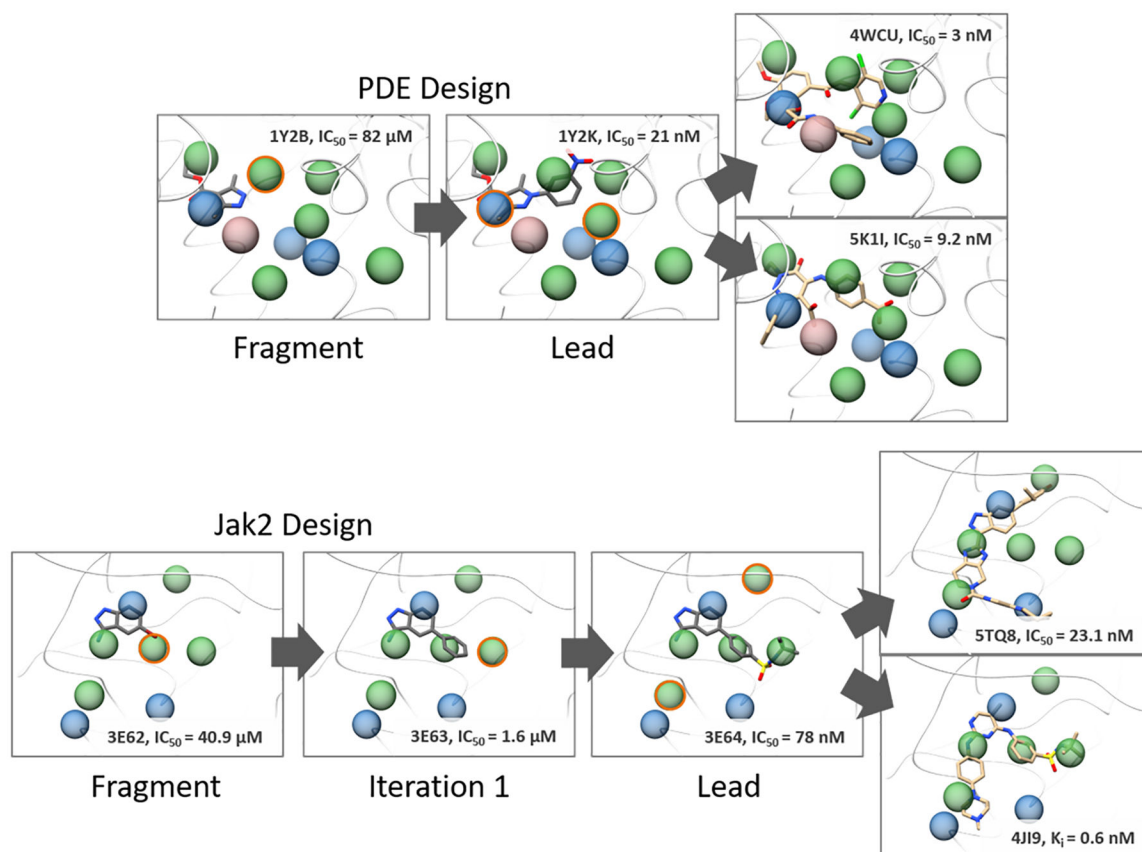 PDE Design
1Y2B, IC₅₀ = 82 µM
1Y2K, IC₅₀ = 21 nM
4WCU, IC₅₀ = 3 nM
5K1I, IC₅₀ = 9.2 nM
Fragment
Lead
Jak2 Design
3E62, IC₅₀ = 40.9 µM
3E63, IC₅₀ = 1.6 µM
3E64, IC₅₀ = 78 nM
5TQ8, IC₅₀ = 23.1 nM
4JI9, Kᵢ = 0.6 nM
Fragment
Iteration 1
Lead